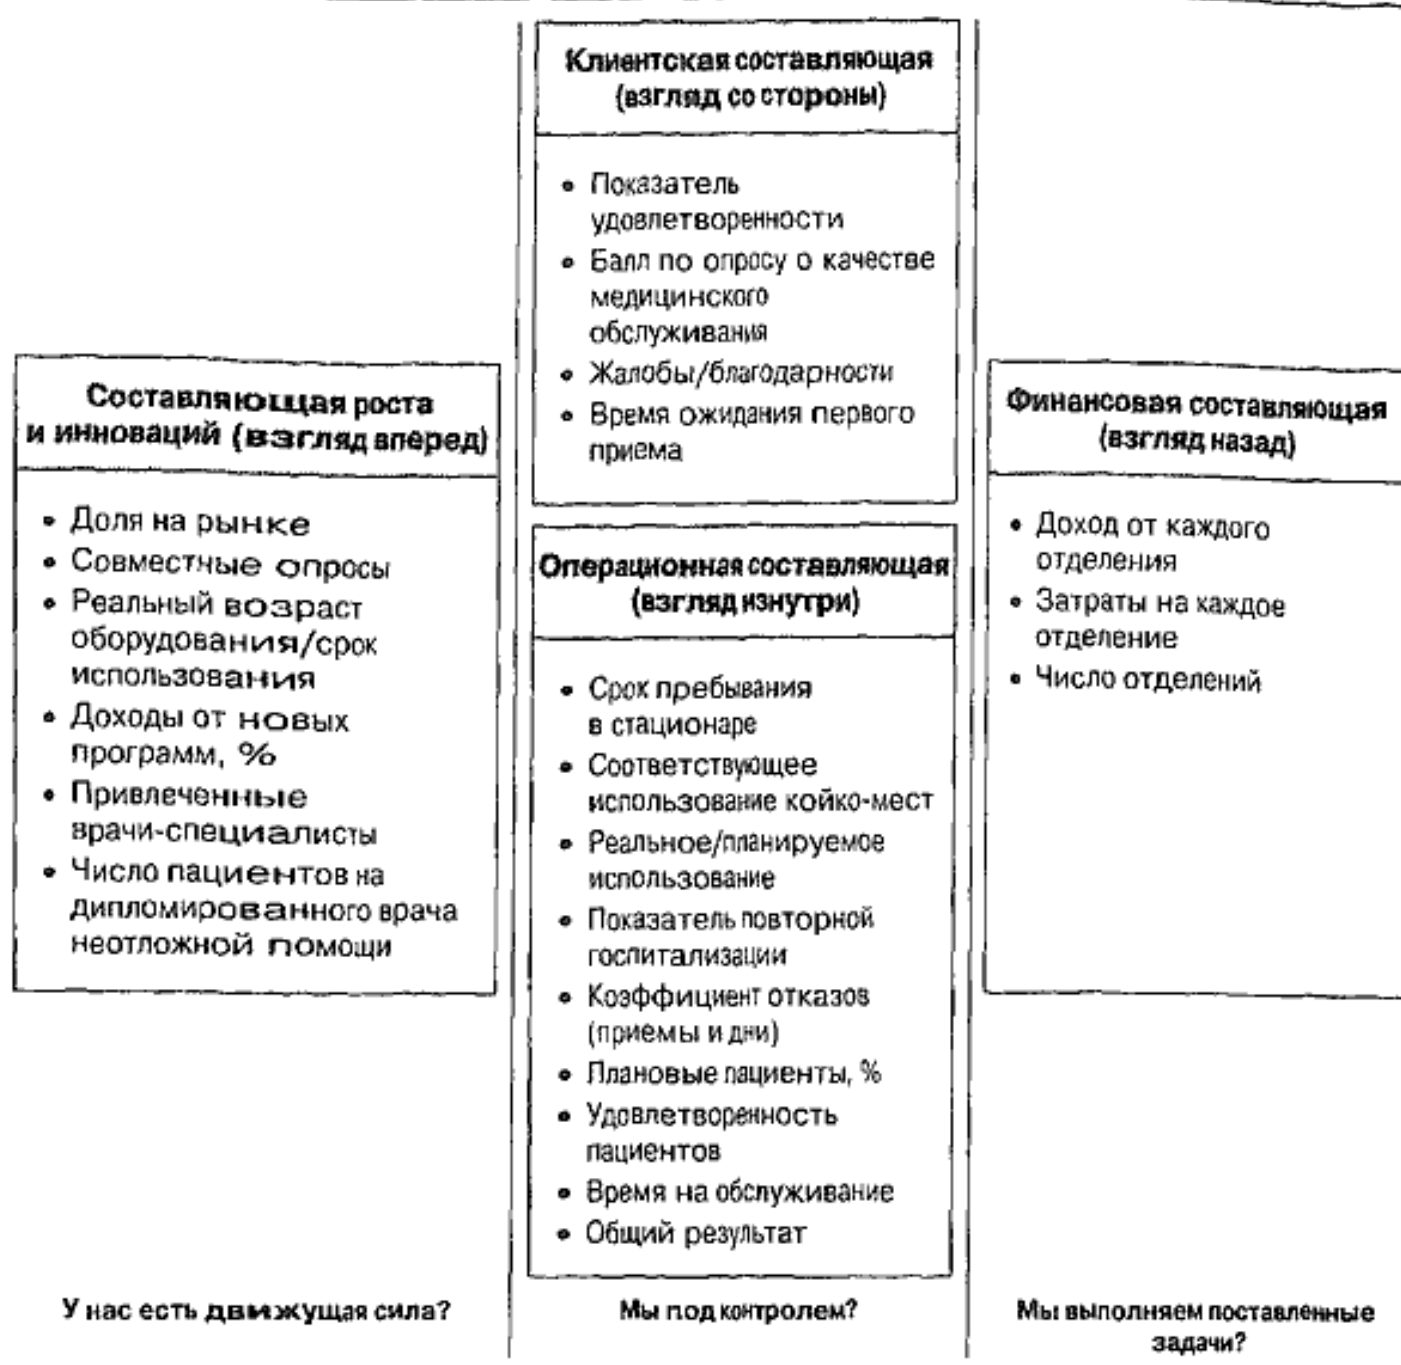 Клиентская составляющая
(взгляд со стороны)
• Показатель
удовлетворенности
• Балл по опросу о качестве
медицинского
обслуживания
• Жалобы/благодарности
• Время ожидания первого
приема
Составляющая роста
и инноваций (взгляд вперед)
• Доля на рынке
• Совместные опросы
• Реальный возраст
оборудования/срок
использования
• Доходы от новых
программ, %
• Привлеченные
врачи-специалисты
• Число пациентов на
дипломированного врача
неотложной помощи
Операционная составляющая
(взгляд изнутри)
• Срок пребывания
в стационаре
• Соответствующее
использование койко-мест
• Реальное/планируемое
использование
• Показатель повторной
госпитализации
• Коэффициент отказов
(приемы и дни)
• Плановые пациенты, %
• Удовлетворенность
пациентов
• Время на обслуживание
• Общий результат
Финансовая составляющая
(взгляд назад)
• Доход от каждого
отделения
• Затраты на каждое
отделение
• Число отделений
У нас есть движущая сила?
Мы под контролем?
Мы выполняем поставленные
задачи?